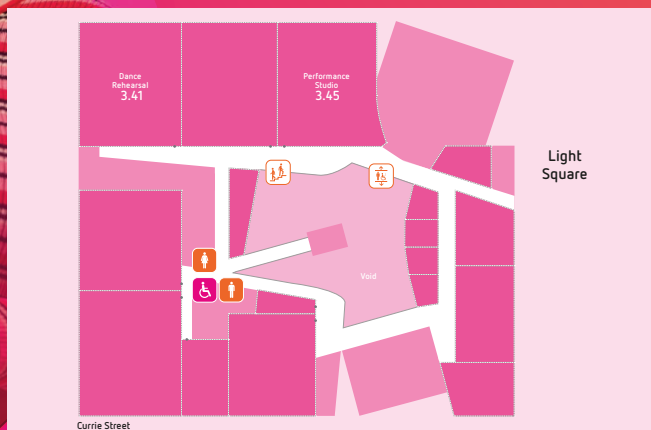 Dance
Rehearsal
3.41
Performance
Studio
3.45
Light
Square
Void
Currie Street